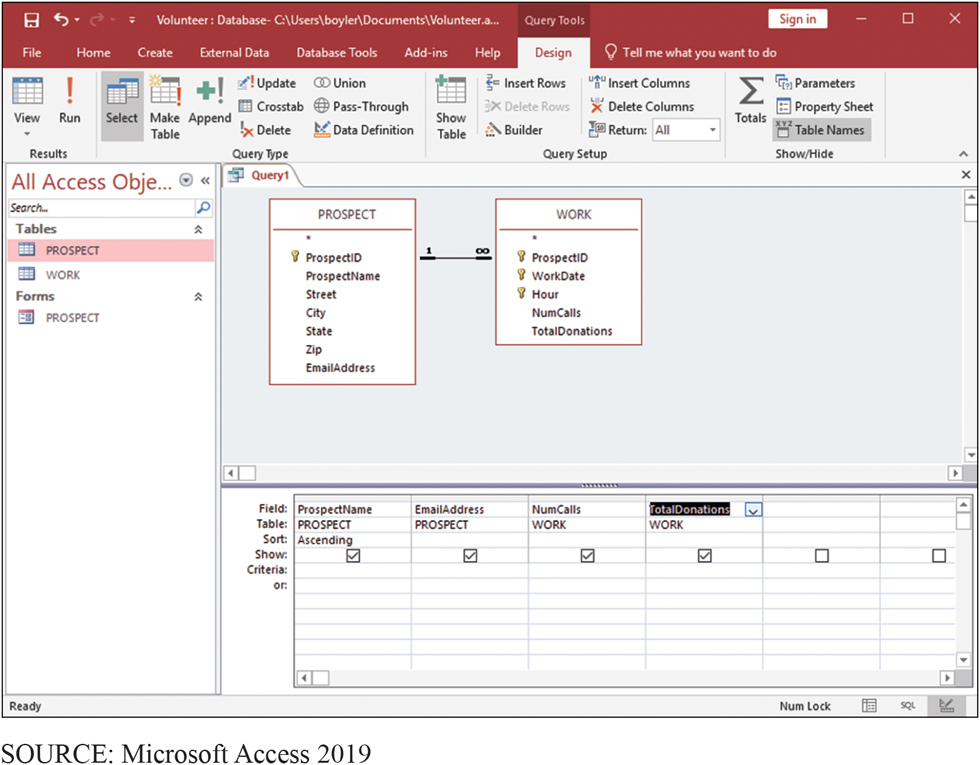 Volunteer : Database- C:\Users\boyler\Documents\Volunteer.a... Query Tools Sign in
File Home Create External Data Database Tools Add-ins Help Design Tell me what you want to do
View Run Select Make Table Append
Update Union
Crosstab Pass-Through
Delete Data Definition
Show Table
Insert Rows Insert Columns
Delete Rows Delete Columns
Builder Return: All
Totals
Parameters
Property Sheet
XYZ Table Names
Results Query Type Query Setup Show/Hide
All Access Obje... «
Search...
Tables
PROSPECT
WORK
Forms
PROSPECT
Query1
PROSPECT
*
ProspectID
ProspectName
Street
City
State
Zip
EmailAddress
1 ∞
WORK
*
ProspectID
WorkDate
Hour
NumCalls
TotalDonations
Field: ProspectName EmailAddress NumCalls TotalDonations
Table: PROSPECT PROSPECT WORK WORK
Sort: Ascending
Show:
Criteria:
or:
Ready Num Lock SQL
SOURCE: Microsoft Access 2019